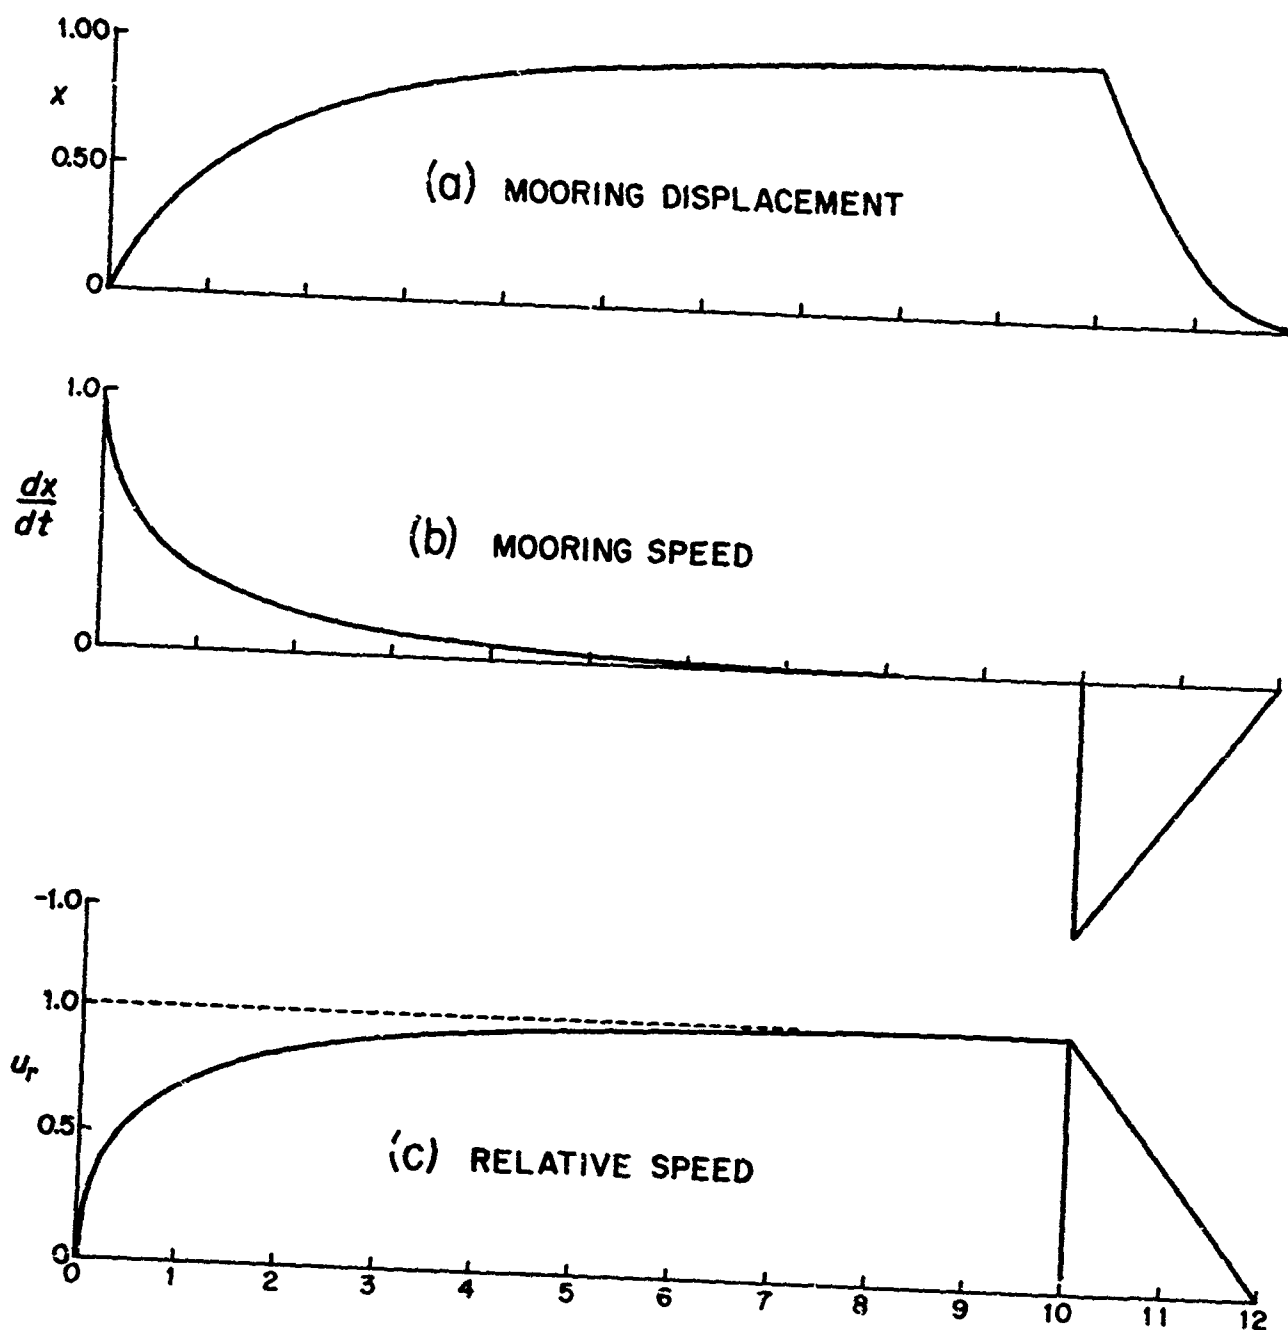 1.00
x
0.50
(a) MOORING DISPLACEMENT
0
1.0
dx
dt
(b) MOORING SPEED
0
-1.0
1.0
ur
0.5
(c) RELATIVE SPEED
0
0 1 2 3 4 5 6 7 8 9 10 11 12